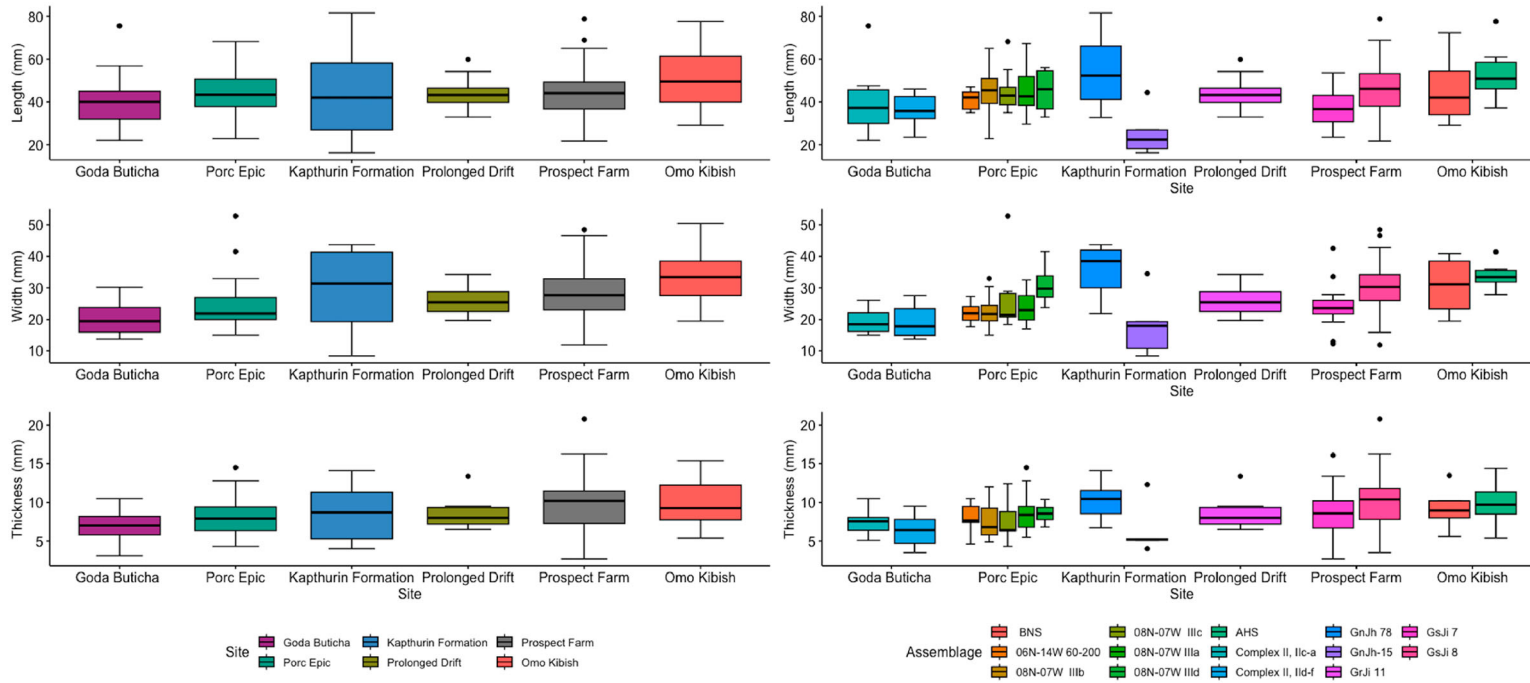 Length (mm)
80
60
40
20
Goda Buticha Porc Epic Kapthurin Formation Prolonged Drift Prospect Farm Omo Kibish
Width (mm)
50
40
30
20
10
Goda Buticha Porc Epic Kapthurin Formation Prolonged Drift Prospect Farm Omo Kibish
Thickness (mm)
20
15
10
5
Goda Buticha Porc Epic Kapthurin Formation Prolonged Drift Prospect Farm Omo Kibish
Site
Site
Goda Buticha Kapthurin Formation Prospect Farm
Porc Epic Prolonged Drift Omo Kibish
Length (mm)
80
60
40
20
Goda Buticha Porc Epic Kapthurin Formation Prolonged Drift Prospect Farm Omo Kibish
Site
Width (mm)
50
40
30
20
10
Goda Buticha Porc Epic Kapthurin Formation Prolonged Drift Prospect Farm Omo Kibish
Thickness (mm)
20
15
10
5
Goda Buticha Porc Epic Kapthurin Formation Prolonged Drift Prospect Farm Omo Kibish
Site
Assemblage
BNS 08N-07W IIIc AHS GnJh 78 GsJi 7
06N-14W 60-200 08N-07W IIIa Complex II, IIc-a GnJh-15 GsJi 8
08N-07W IIIb 08N-07W IIId Complex II, IId-f GrJi 11